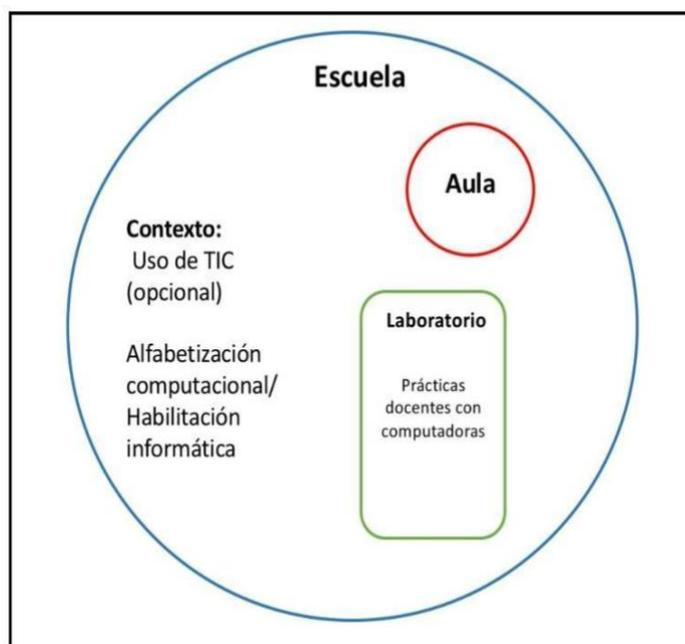 Escuela
Aula
Contexto:
Uso de TIC
(opcional)
Alfabetización
computacional/
Habilitación
informática
Laboratorio
Prácticas
docentes con
computadoras